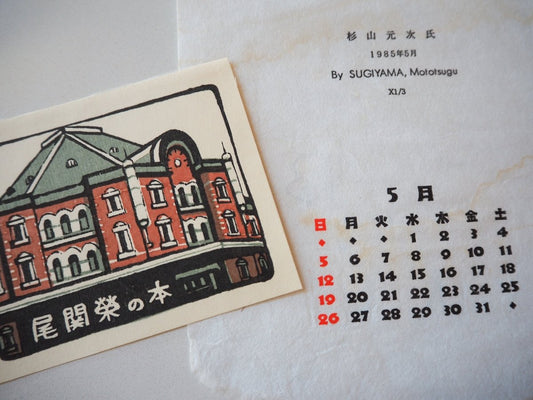 杉山元次氏
1985年5月
By SUGIYAMA, Mototsugu
X1/3
5月
日 月 火 水 木 金 土
◆ ◆ ◆ 1 2 3 4
5 6 7 8 9 10 11
12 13 14 15 16 17 18
19 20 21 22 23 24 25
26 27 28 29 30 31 ◆
尾関榮の本